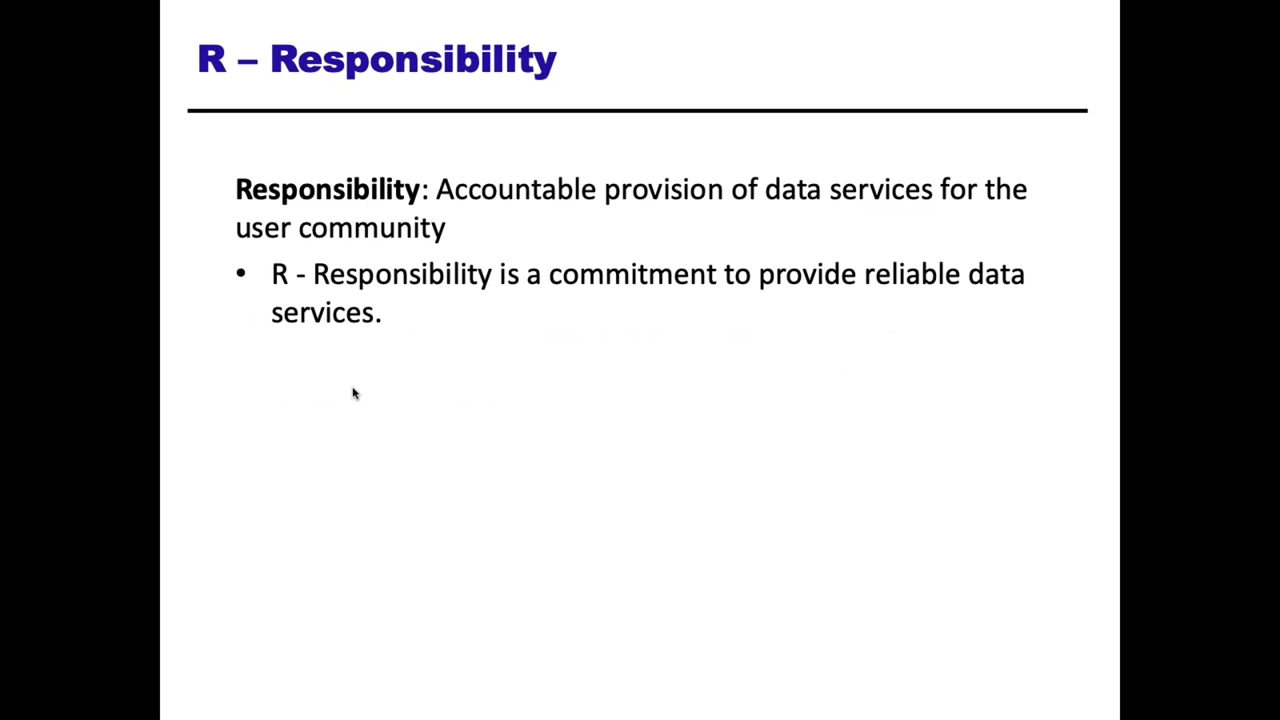 R – Responsibility
Responsibility: Accountable provision of data services for the
user community
• R - Responsibility is a commitment to provide reliable data
services.